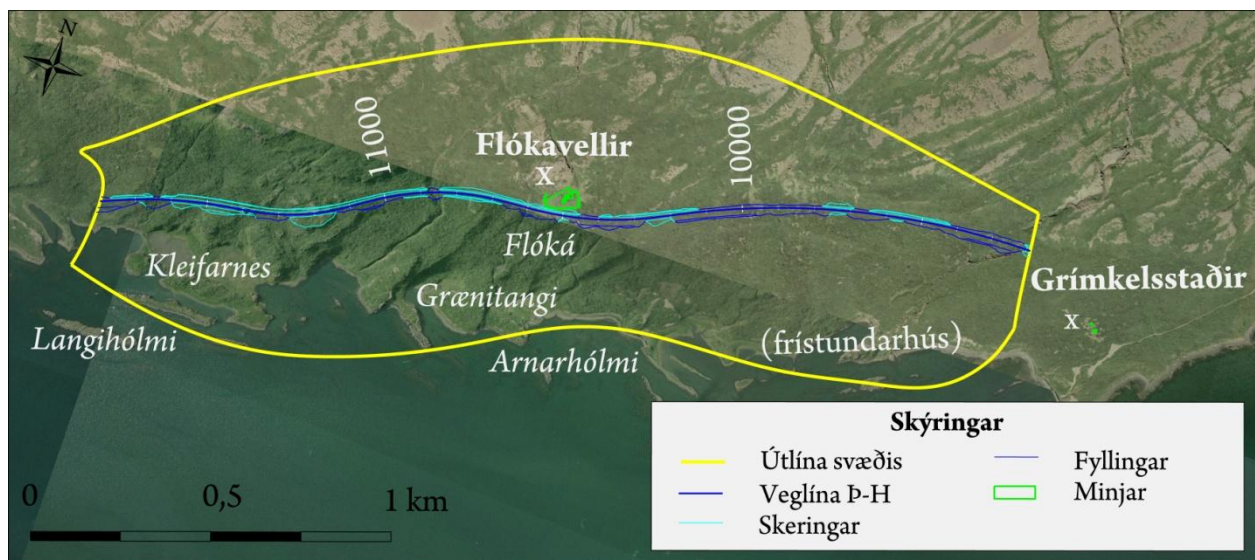 N
11000
10000
Flókavellir
x
Flóká
Kleifarnes
Grænitangi
Grímkelsstaðir
x
Langihólmi
(frístundarhús)
Arnarhólmi
Skýringar
Útlína svæðis
Fyllingar
Veglína Þ-H
Minjar
Skeringar
0 0,5 1 km